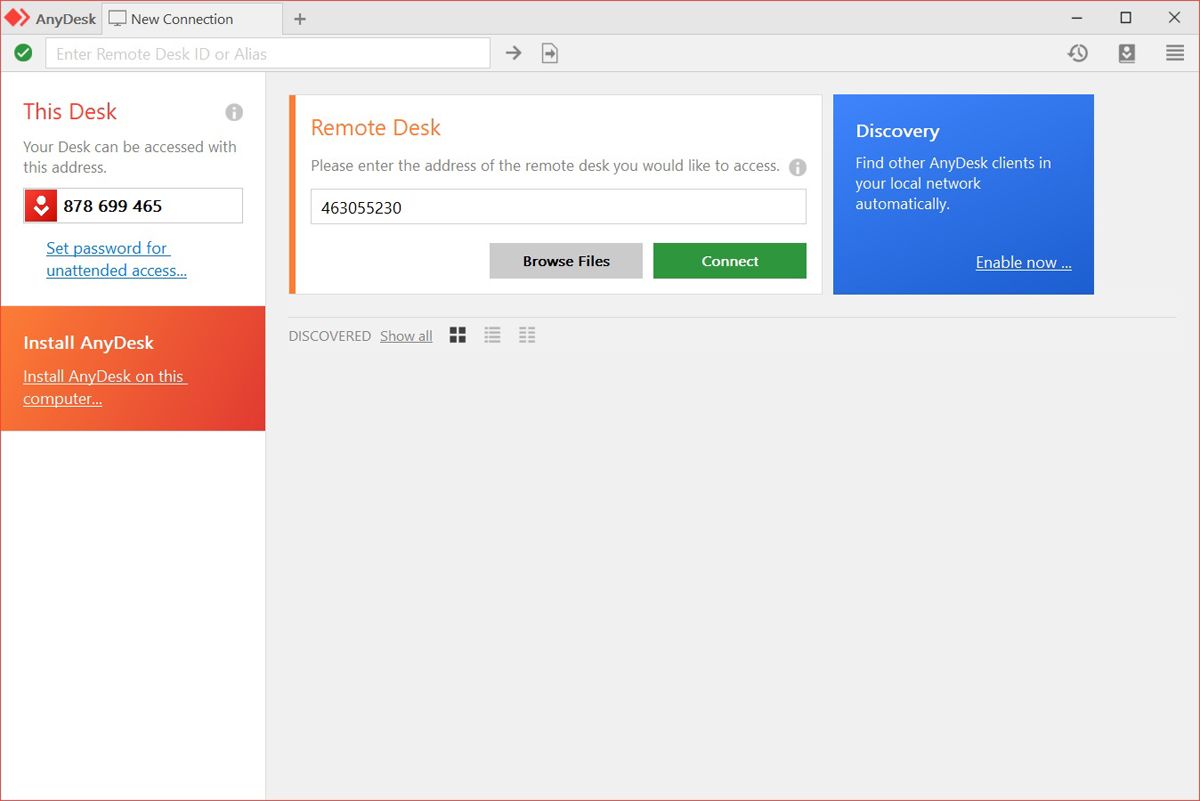 AnyDesk
New Connection
Enter Remote Desk ID or Alias
This Desk
Your Desk can be accessed with
this address.
878 699 465
Set password for
unattended access...
Install AnyDesk
Install AnyDesk on this
computer...
Remote Desk
Please enter the address of the remote desk you would like to access.
463055230
Browse Files
Connect
Discovery
Find other AnyDesk clients in
your local network
automatically.
Enable now ...
DISCOVERED Show all